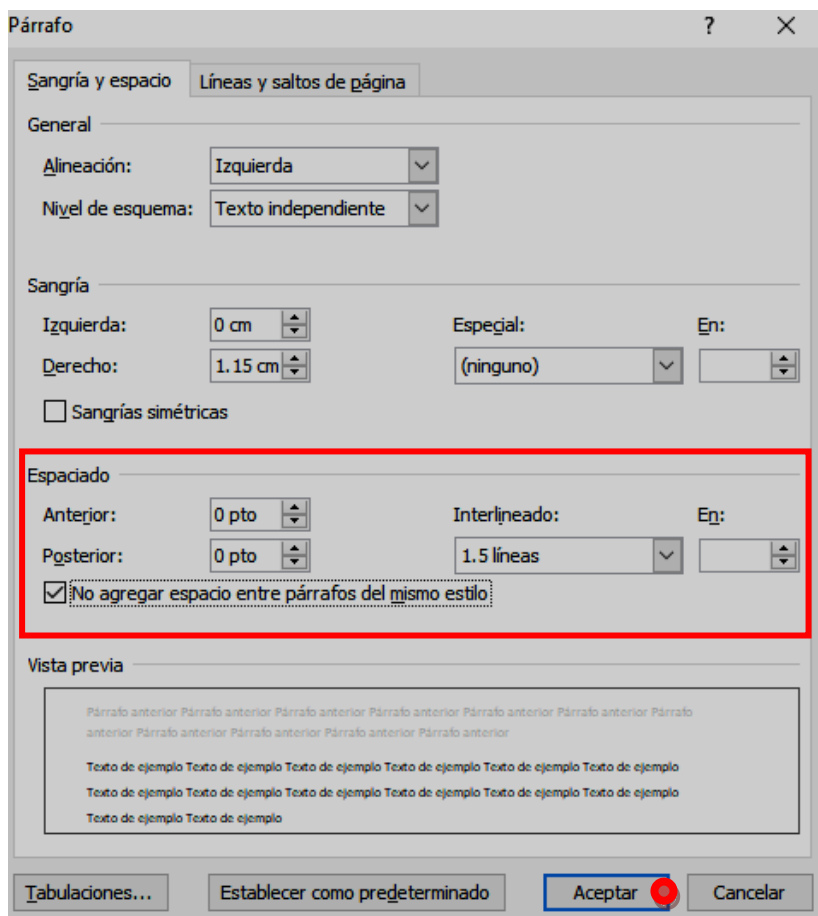 Párrafo ?
Sangría y espacio Líneas y saltos de página
General
Alineación: Izquierda
Nivel de esquema: Texto independiente
Sangría
Izquierda: 0 cm Especial: En:
Derecho: 1.15 cm (ninguno)
Sangrías simétricas
Espaciado
Anterior: 0 pto Interlineado: En:
Posterior: 0 pto 1.5 líneas
No agregar espacio entre párrafos del mismo estilo
Vista previa
Párrafo anterior Párrafo anterior Párrafo anterior Párrafo anterior Párrafo anterior Párrafo anterior Párrafo
anterior Párrafo anterior Párrafo anterior Párrafo anterior Párrafo anterior
Texto de ejemplo Texto de ejemplo Texto de ejemplo Texto de ejemplo Texto de ejemplo Texto de ejemplo
Texto de ejemplo Texto de ejemplo Texto de ejemplo Texto de ejemplo Texto de ejemplo Texto de ejemplo
Texto de ejemplo Texto de ejemplo
Tabulaciones... Establecer como predeterminado Aceptar Cancelar